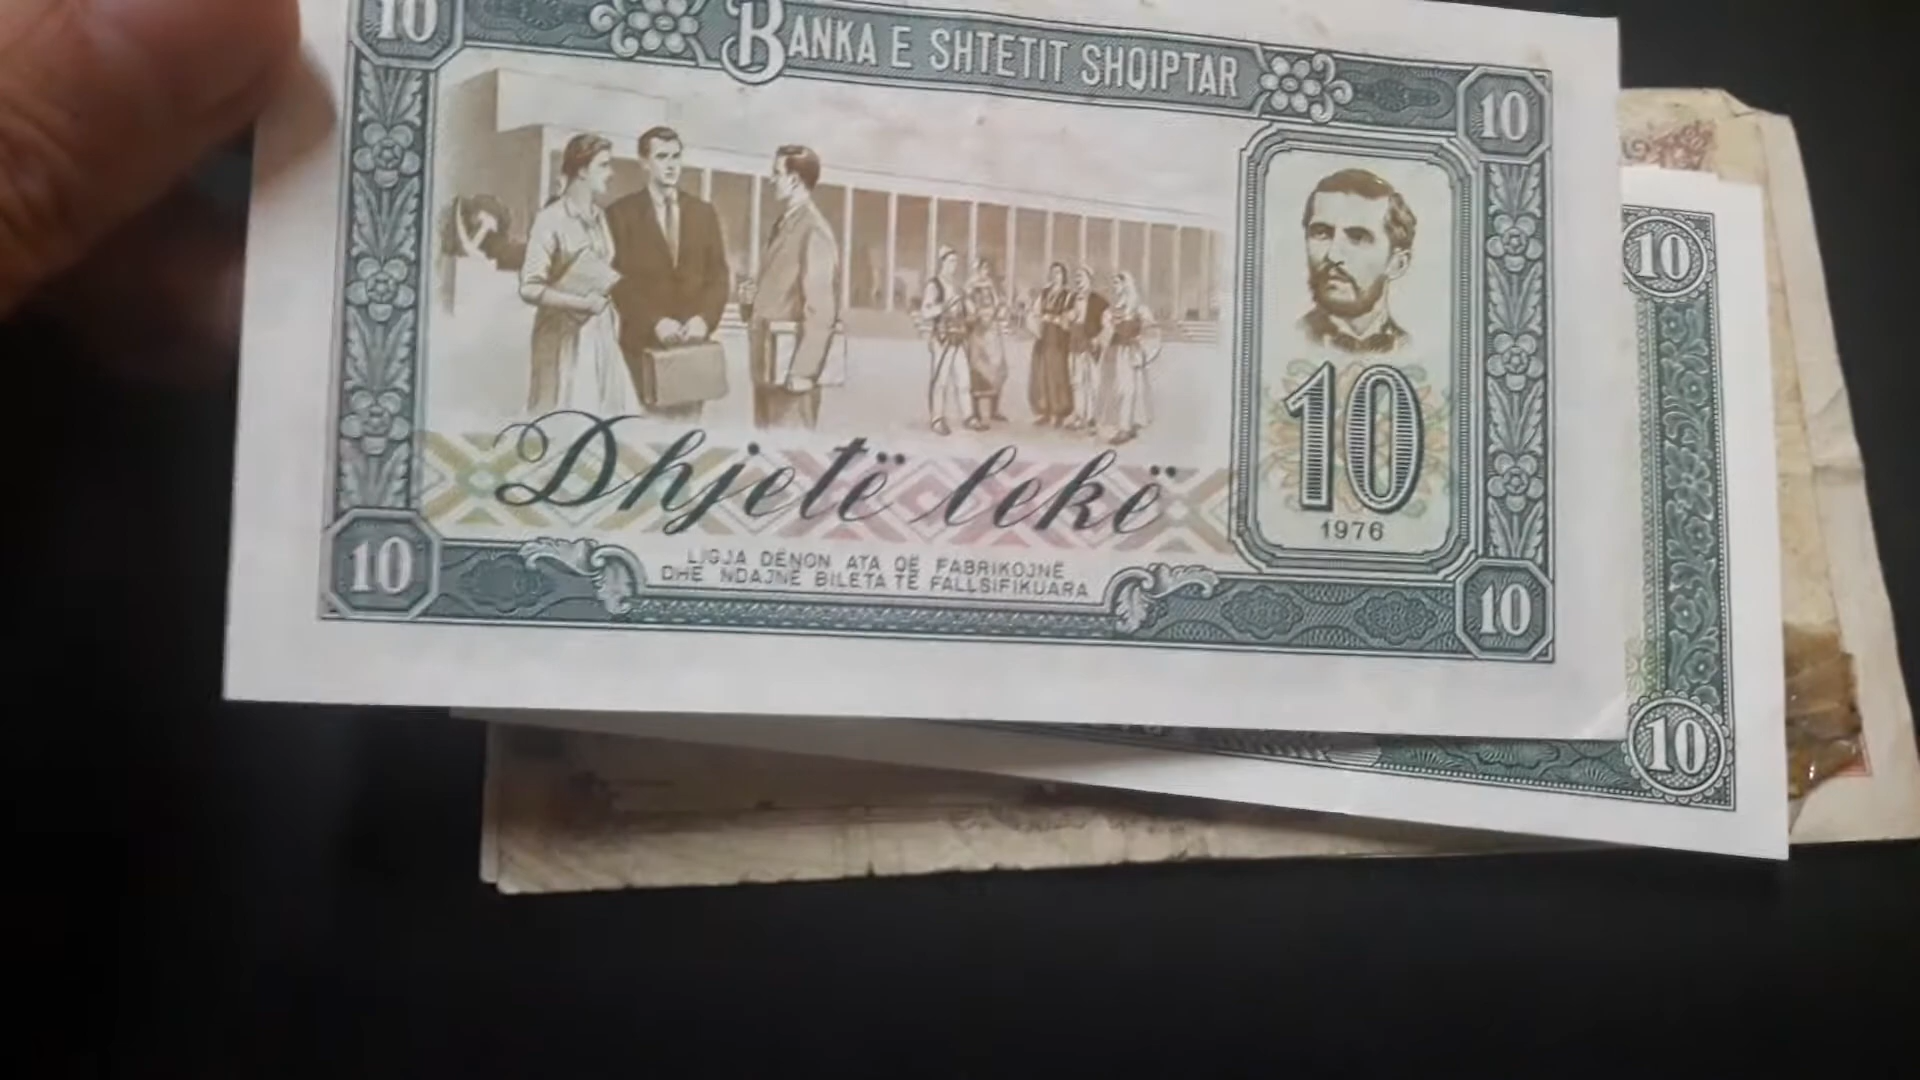 10
BANKA E SHTETIT SHQIPTAR
10
10
Dhjetë lekë
10
1976
LIGJA DËNON ATA QË FABRIKOJNË
DHE NDAJNË BILETA TË FALLSIFIKUARA
10
10
10